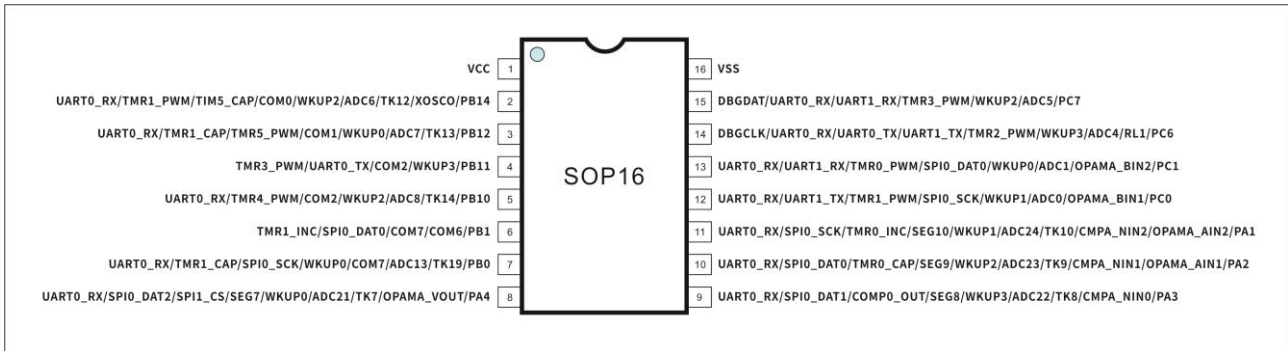 VCC 1
UART0_RX/TMR1_PWM/TIM5_CAP/COM0/WKUP2/ADC6/TK12/XOSCO/PB14 2
UART0_RX/TMR1_CAP/TMR5_PWM/COM1/WKUP0/ADC7/TK13/PB12 3
TMR3_PWM/UART0_TX/COM2/WKUP3/PB11 4
UART0_RX/TMR4_PWM/COM2/WKUP2/ADC8/TK14/PB10 5
TMR1_INC/SPI0_DAT0/COM7/COM6/PB1 6
UART0_RX/TMR1_CAP/SPI0_SCK/WKUP0/COM7/ADC13/TK19/PB0 7
UART0_RX/SPI0_DAT2/SPI1_CS/SEG7/WKUP0/ADC21/TK7/OPAMA_VOUT/PA4 8
SOP16
16 VSS
15 DBGDAT/UART0_RX/UART1_RX/TMR3_PWM/WKUP2/ADC5/PC7
14 DBGCLK/UART0_RX/UART0_TX/UART1_TX/TMR2_PWM/WKUP3/ADC4/RL1/PC6
13 UART0_RX/UART1_RX/TMR0_PWM/SPI0_DAT0/WKUP0/ADC1/OPAMA_BIN2/PC1
12 UART0_RX/UART1_TX/TMR1_PWM/SPI0_SCK/WKUP1/ADC0/OPAMA_BIN1/PC0
11 UART0_RX/SPI0_SCK/TMR0_INC/SEG10/WKUP1/ADC24/TK10/CMPA_NIN2/OPAMA_AIN2/PA1
10 UART0_RX/SPI0_DAT0/TMR0_CAP/SEG9/WKUP2/ADC23/TK9/CMPA_NIN1/OPAMA_AIN1/PA2
9 UART0_RX/SPI0_DAT1/COMP0_OUT/SEG8/WKUP3/ADC22/TK8/CMPA_NIN0/PA3